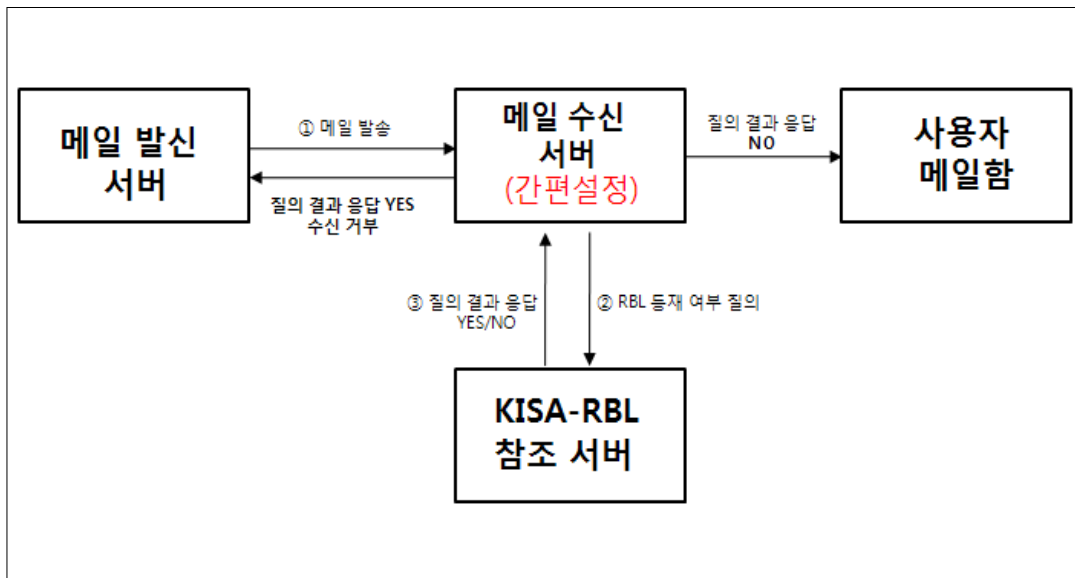 메일 발신
서버
① 메일 발송
질의 결과 응답 YES
수신 거부
메일 수신
서버
(간편설정)
질의 결과 응답
NO
사용자
메일함
③ 질의 결과 응답
YES/NO
② RBL 등재 여부 질의
KISA-RBL
참조 서버